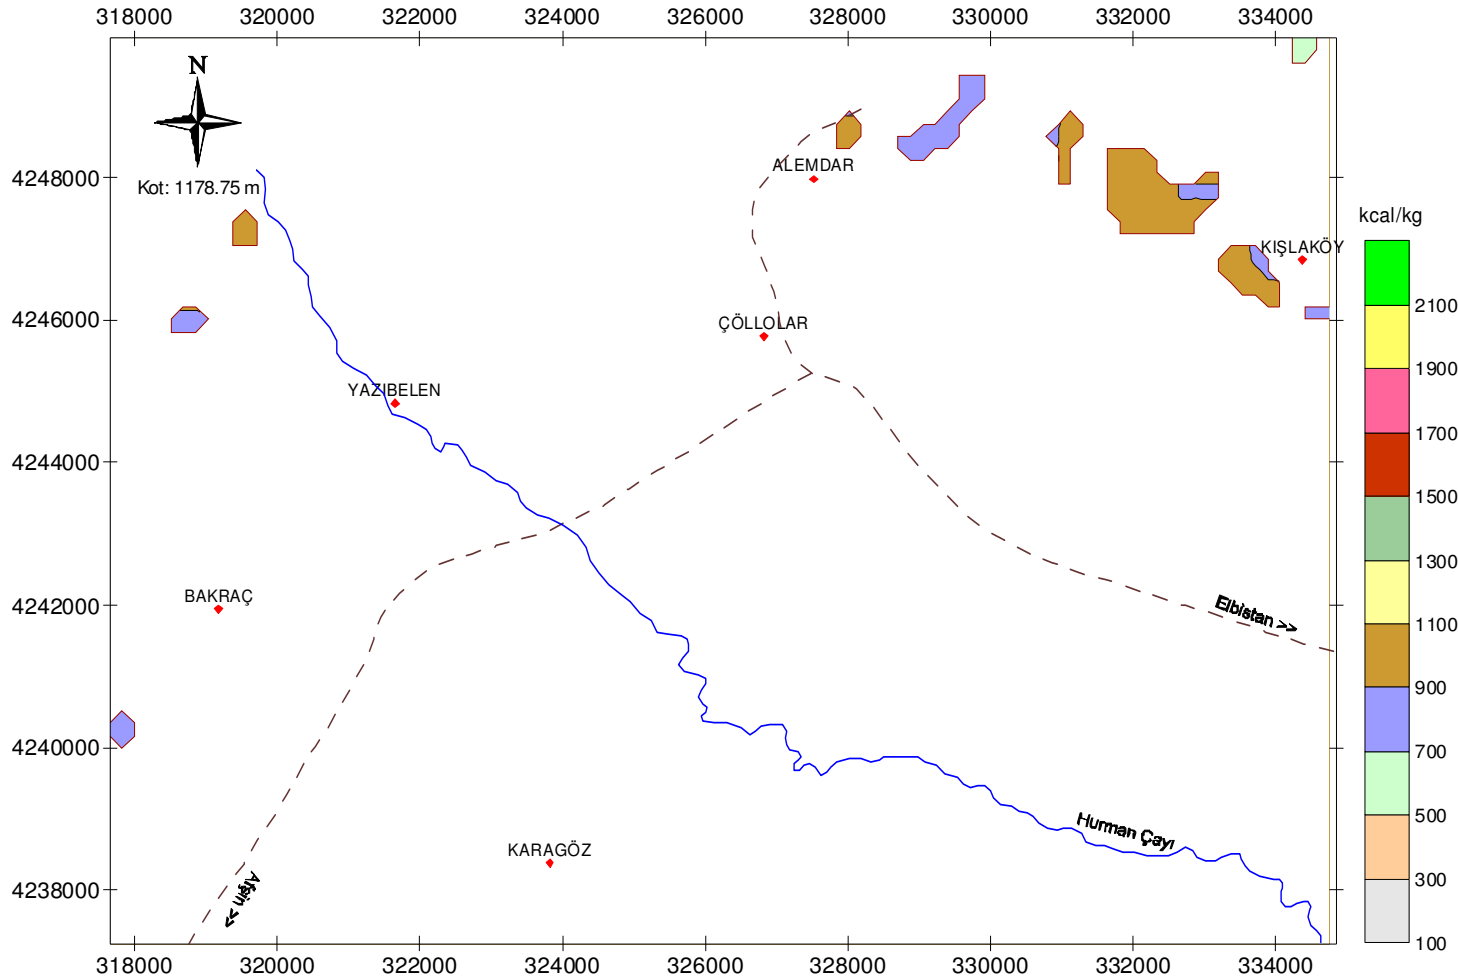 318000 320000 322000 324000 326000 328000 330000 332000 334000
N
ALEMDAR
4248000
Kot: 1178.75 m
kcal/kg
KIŞLAKÖY
2100
4246000
ÇÖLLOLAR
1900
YAZIBELEN
1700
4244000
1500
1300
BAKRAÇ
4242000
Elbistan >>
1100
900
4240000
700
500
Hurman Çayı
KARAGÖZ
4238000
Afşin >>
300
100
318000 320000 322000 324000 326000 328000 330000 332000 334000